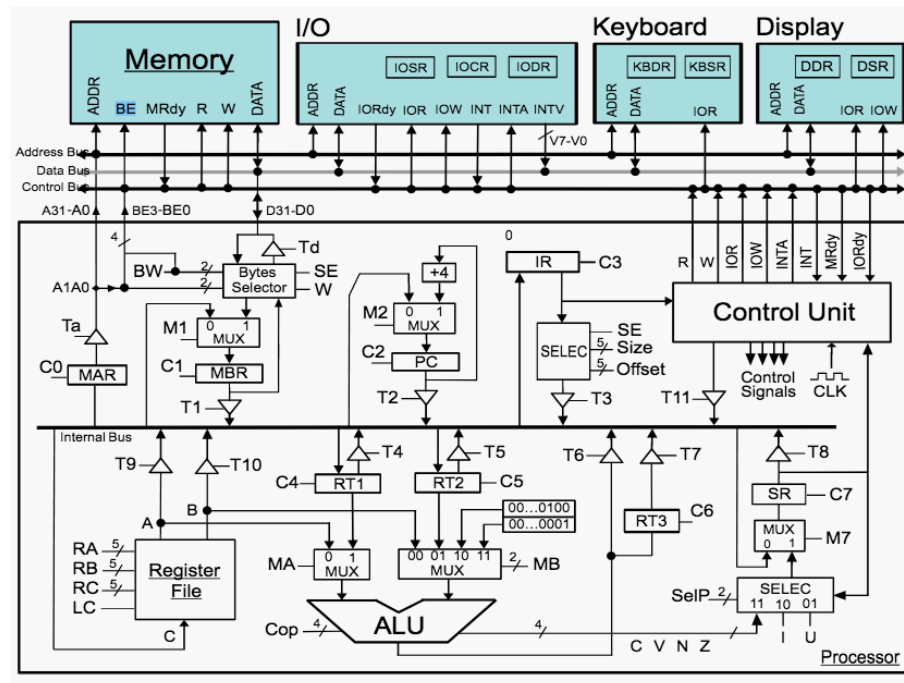 I/O Keyboard Display
Memory
IOSR IOCR IODR KBDR KBSR DDR DSR
ADDR BE MRdy R W DATA
ADDR DATA IORdy IOR IOW INT INTA INTV
ADDR DATA IOR
ADDR DATA IOR IOW
V7-V0
Address Bus
Data Bus
Control Bus
A31-A0 BE3-BE0 D31-D0
4
0
Td
BW 2 Bytes Selector SE
A1A0 2 W
R W IOR IOW INTA INT MRdy IORdy
+4
IR C3
Control Unit
Ta
M1 0 1 MUX
M2 0 1 MUX
SELEC SE
5 Size
5 Offset
C0 MAR
C1 MBR
C2 PC
T1 T2 T3 T11
Control Signals
CLK
Internal Bus
T9 T10 T4 T5 T6 T7 T8
C4 RT1 RT2 C5
SR C7
A B
00...0100
00...0001
RT3 C6
MUX 0 1 M7
RA 5
RB 5
RC 5
LC
Register File
C
MA 0 1 MUX
00 01 10 11 MUX 2 MB
SelP 2 SELEC
11 10 01
I U
Cop 4 ALU 4
C V N Z
Processor